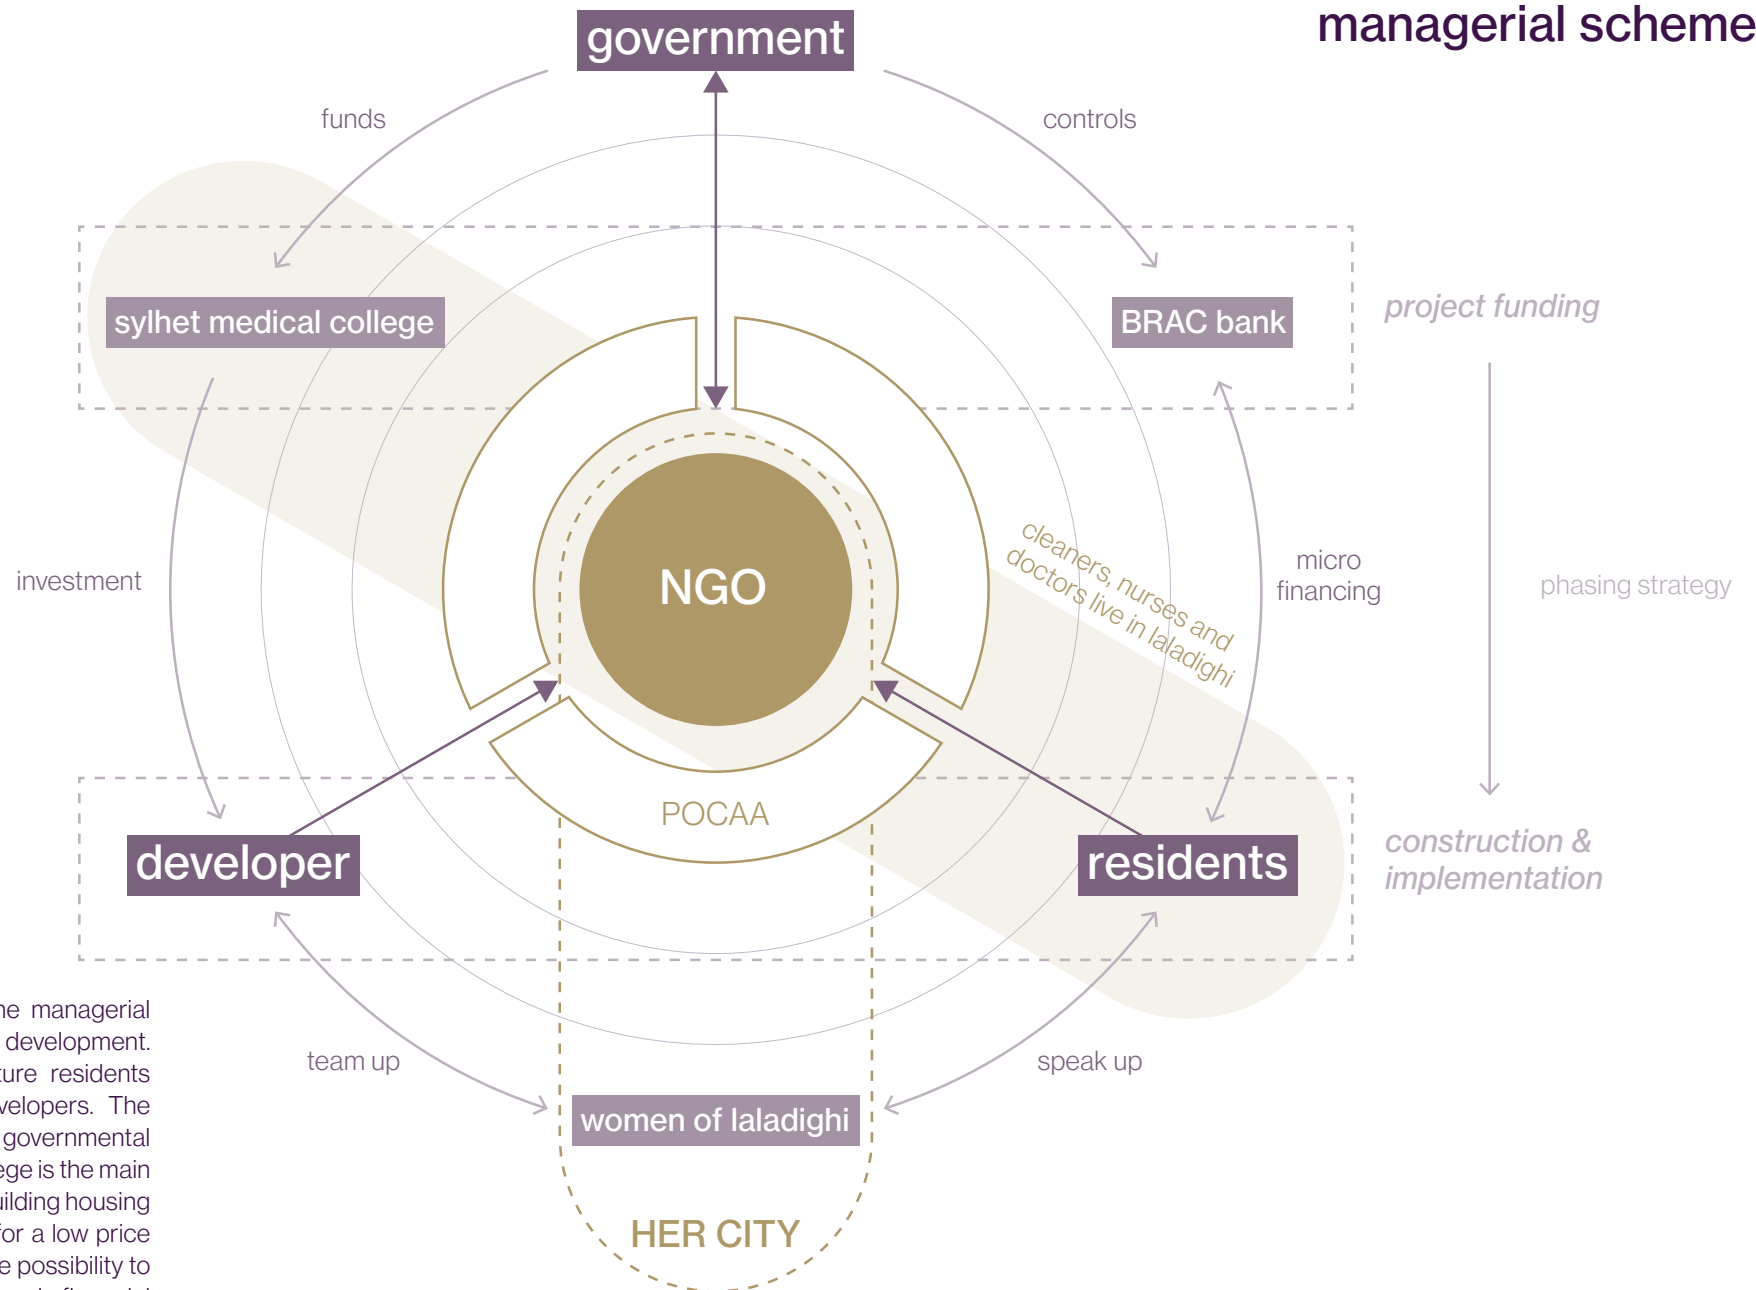 managerial scheme
government
funds
controls
sylhet medical college
BRAC bank
project funding
NGO
cleaners, nurses and
doctors live in laladighi
investment
micro
financing
phasing strategy
POCAA
developer
residents
construction &
implementation
managerial
development.
residents
The
governmental
is the main
housing
for a low price
possibility to
team up
speak up
women of laladighi
HER CITY